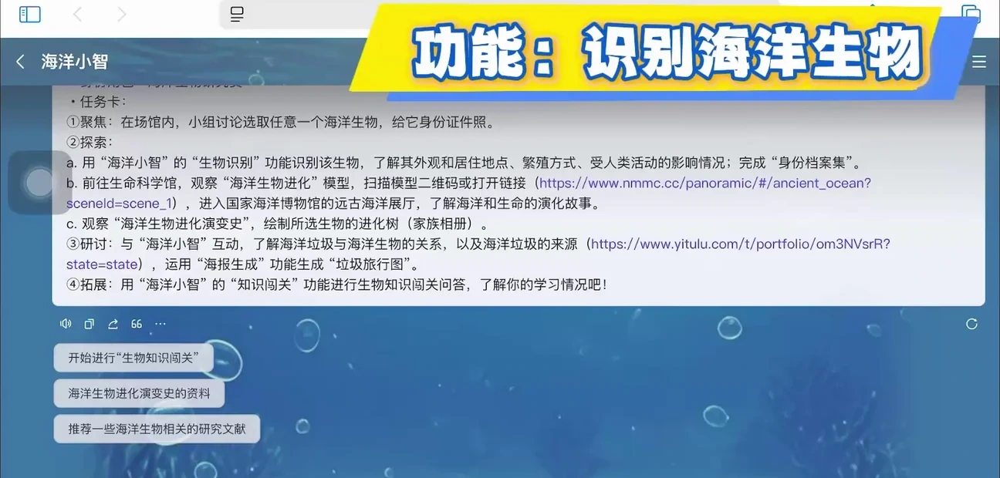 功能：识别海洋生物
海洋小智
・任务卡：
①聚焦：在场馆内，小组讨论选取任意一个海洋生物，给它身份证件照。
②探索：
a. 用“海洋小智”的“生物识别”功能识别该生物，了解其外观和居住地点、繁殖方式、受人类活动的影响情况；完成“身份档案集”。
b. 前往生命科学馆，观察“海洋生物进化”模型，扫描模型二维码或打开链接（https://www.nmmc.cc/panoramic/#/ancient_ocean?
sceneId=scene_1），进入国家海洋博物馆的远古海洋展厅，了解海洋和生命的演化故事。
c. 观察“海洋生物进化演变史”，绘制所选生物的进化树（家族相册）。
③研讨：与“海洋小智”互动，了解海洋垃圾与海洋生物的关系，以及海洋垃圾的来源（https://www.yitulu.com/t/portfolio/om3NVsrR?
state=state），运用“海报生成”功能生成“垃圾旅行图”。
④拓展：用“海洋小智”的“知识闯关”功能进行生物知识闯关问答，了解你的学习情况吧！
开始进行“生物知识闯关”
海洋生物进化演变史的资料
推荐一些海洋生物相关的研究文献